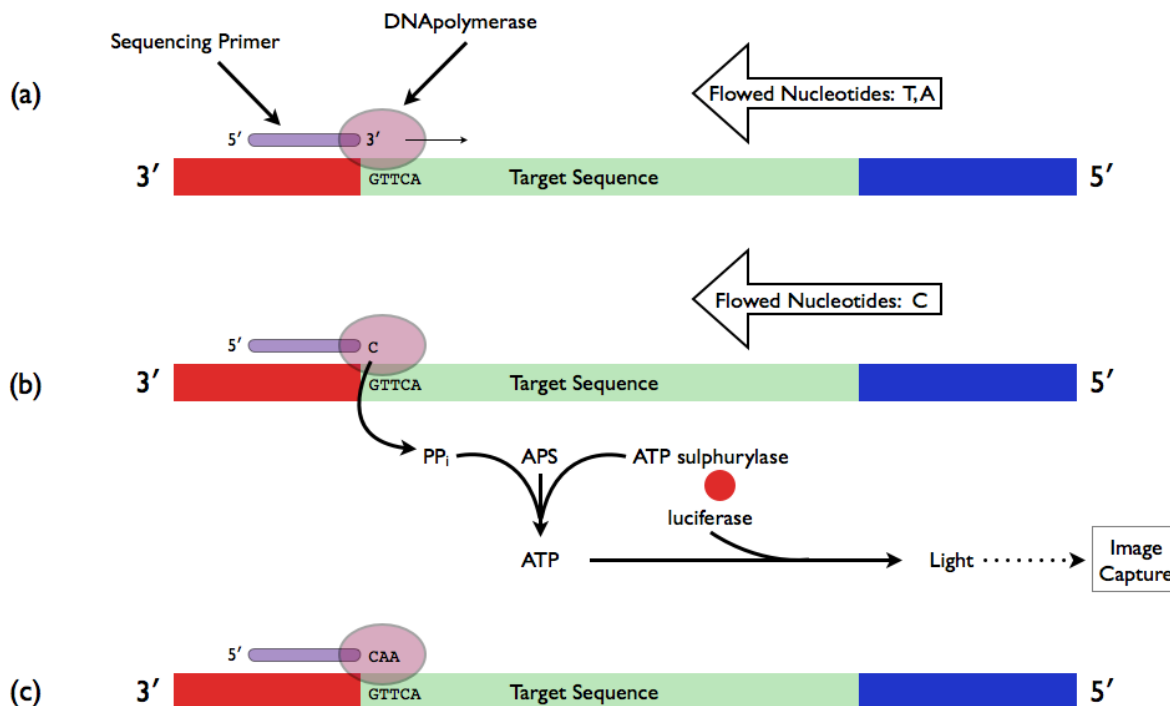 DNApolymerase
Sequencing Primer
(a)
Flowed Nucleotides: T, A
5′ 3′
3′ 5′
GTTCA Target Sequence
Flowed Nucleotides: C
5′ C
(b)
3′ 5′
GTTCA Target Sequence
PPi APS ATP sulphurylase
luciferase
ATP Light Image
Capture
5′ CAA
(c) 3′ GTTCA Target Sequence 5′